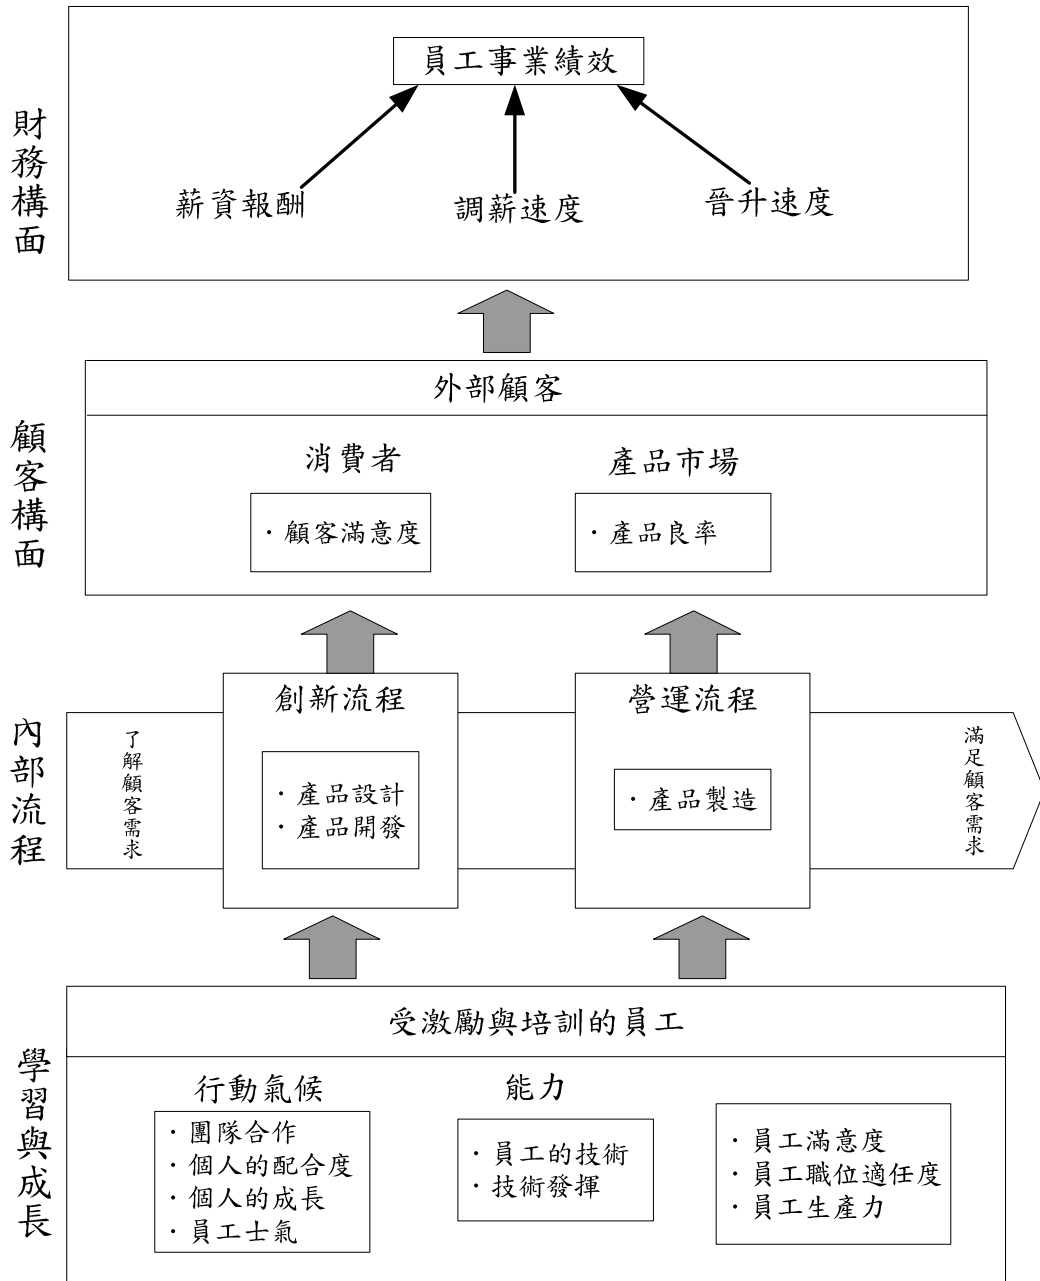 財務構面
員工事業績效
薪資報酬
調薪速度
晉升速度
顧客構面
外部顧客
消費者
產品市場
・顧客滿意度
・產品良率
內部流程
了解顧客需求
創新流程
・產品設計
・產品開發
營運流程
・產品製造
滿足顧客需求
學習與成長
受激勵與培訓的員工
行動氣候
・團隊合作
・個人的配合度
・個人的成長
・員工士氣
能力
・員工的技術
・技術發揮
・員工滿意度
・員工職位適任度
・員工生產力